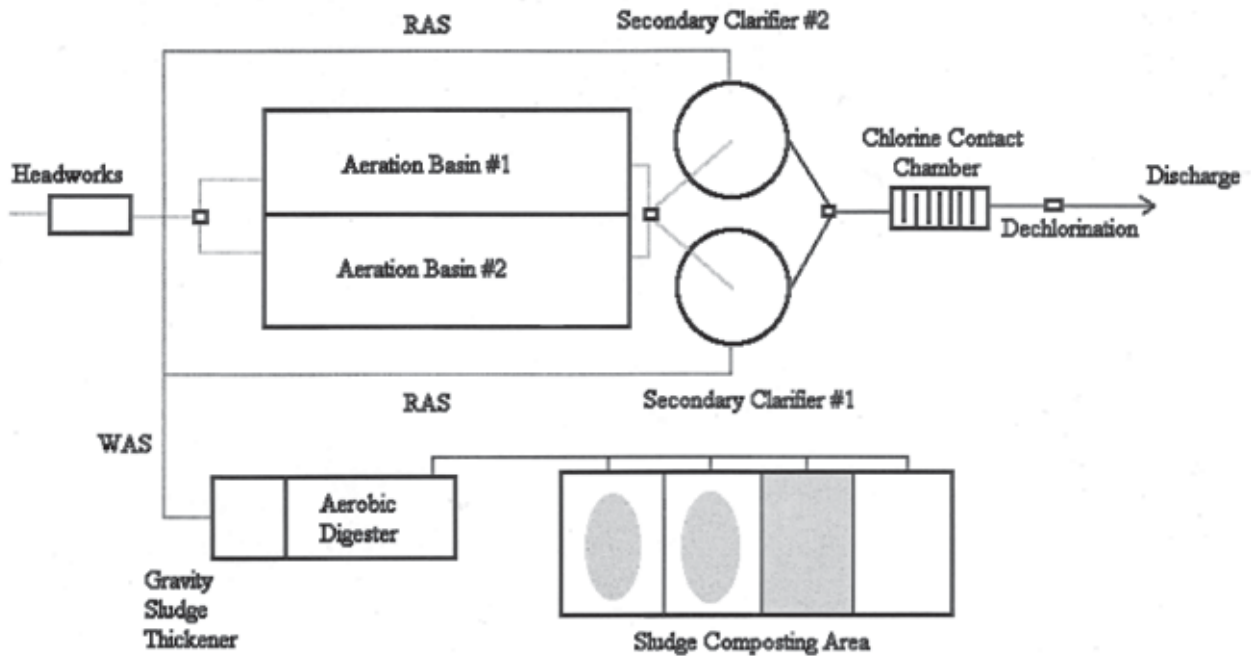 RAS
Secondary Clarifier #2
Headworks
Aeration Basin #1
Aeration Basin #2
Chlorine Contact
Chamber
Discharge
Dechlorination
RAS
Secondary Clarifier #1
WAS
Aerobic
Digester
Gravity
Sludge
Thickener
Sludge Composting Area